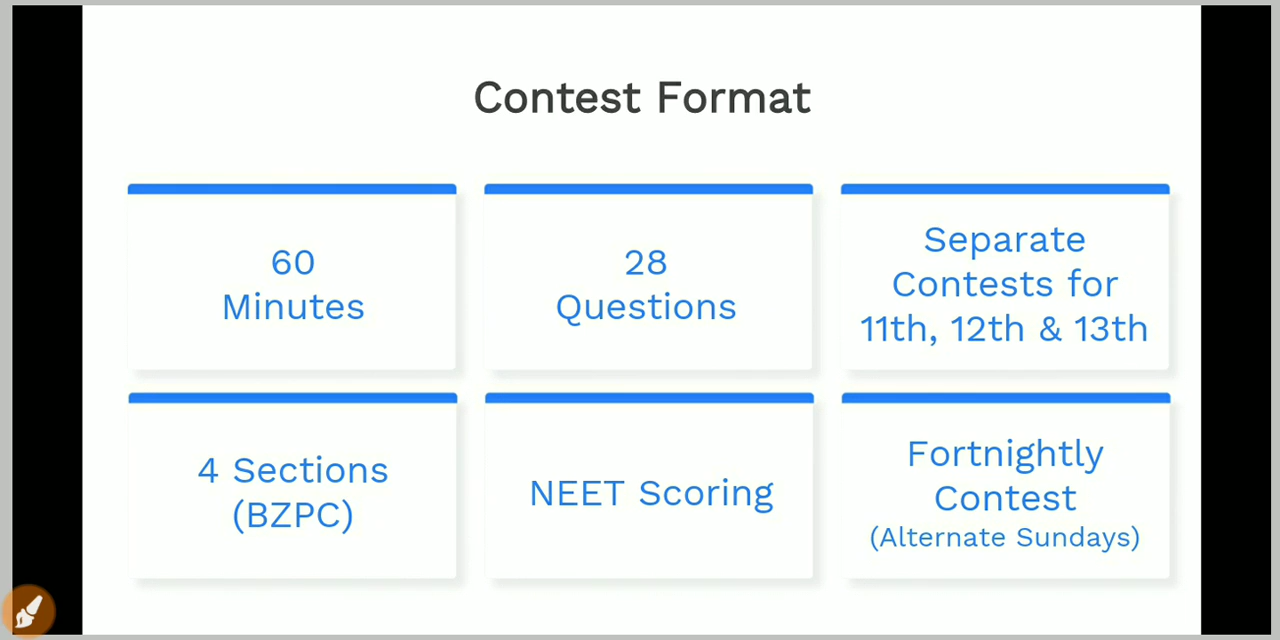 Contest Format
60
Minutes
28
Questions
Separate
Contests for
11th, 12th & 13th
4 Sections
(BZPC)
NEET Scoring
Fortnightly
Contest
(Alternate Sundays)